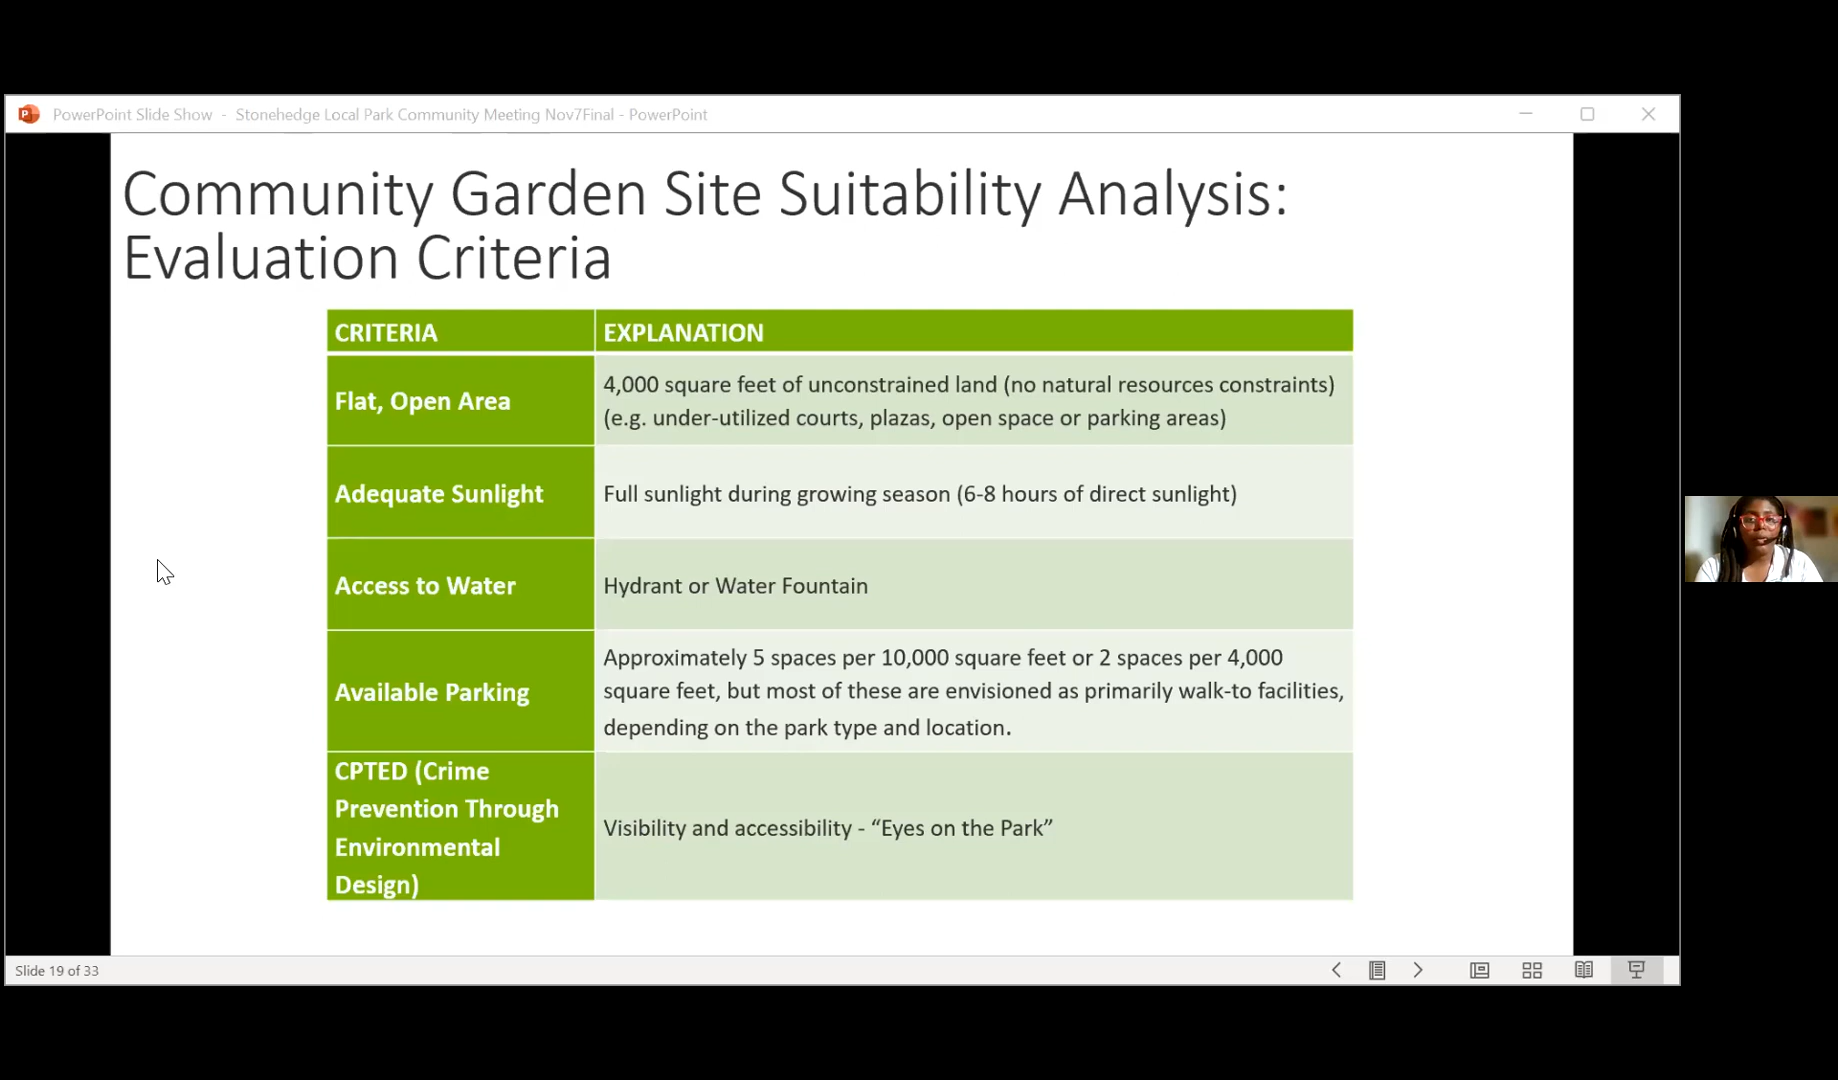 PowerPoint Slide Show - Stonehedge Local Park Community Meeting Nov7Final - PowerPoint
Community Garden Site Suitability Analysis:
Evaluation Criteria
CRITERIA
EXPLANATION
Flat, Open Area
4,000 square feet of unconstrained land (no natural resources constraints)
(e.g. under-utilized courts, plazas, open space or parking areas)
Adequate Sunlight
Full sunlight during growing season (6-8 hours of direct sunlight)
Access to Water
Hydrant or Water Fountain
Available Parking
Approximately 5 spaces per 10,000 square feet or 2 spaces per 4,000
square feet, but most of these are envisioned as primarily walk-to facilities,
depending on the park type and location.
CPTED (Crime
Prevention Through
Environmental
Design)
Visibility and accessibility - “Eyes on the Park”
Slide 19 of 33